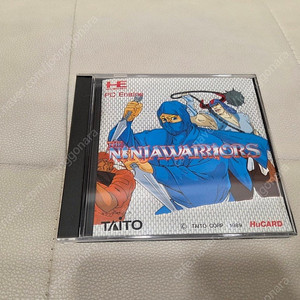 PC Engine
THE
NINJAWARRIORS
TAITO
© TAITO CORP. 1989
HuCARD